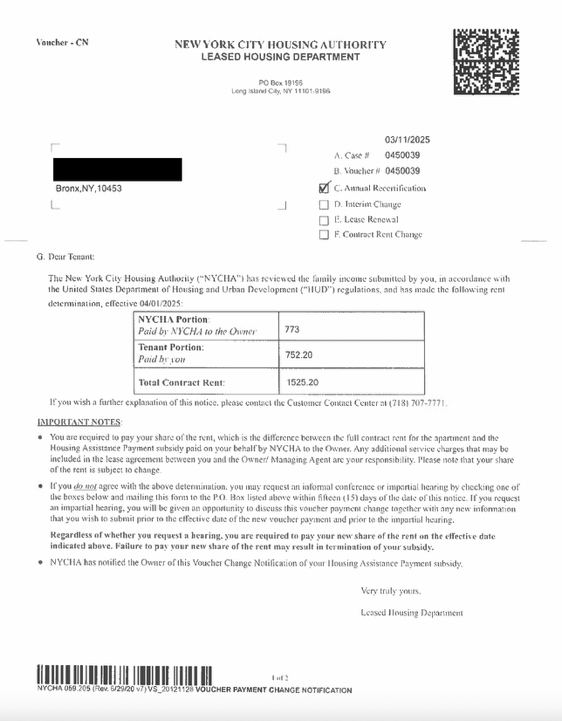 Voucher - CN
NEW YORK CITY HOUSING AUTHORITY
LEASED HOUSING DEPARTMENT
PO Box 19196
Long Island City, NY 11101-9196
03/11/2025
A. Case # 0450039
B. Voucher # 0450039
C. Annual Recertification
D. Interim Change
E. Lease Renewal
F. Contract Rent Change
Bronx,NY,10453
G. Dear Tenant:
The New York City Housing Authority ("NYCHA") has reviewed the family income submitted by you, in accordance with
the United States Department of Housing and Urban Development ("HUD") regulations, and has made the following rent
determination, effective 04/01/2025:
NYCHA Portion:
Paid by NYCHA to the Owner
773
Tenant Portion:
Paid by you
752.20
Total Contract Rent:
1525.20
If you wish a further explanation of this notice, please contact the Customer Contact Center at (718) 707-7771.
IMPORTANT NOTES:
● You are required to pay your share of the rent, which is the difference between the full contract rent for the apartment and the
Housing Assistance Payment subsidy paid on your behalf by NYCHA to the Owner. Any additional service charges that may be
included in the lease agreement between you and the Owner/ Managing Agent are your responsibility. Please note that your share
of the rent is subject to change.
● If you do not agree with the above determination, you may request an informal conference or impartial hearing by checking one of
the boxes below and mailing this form to the P.O. Box listed above within fifteen (15) days of the date of this notice. If you request
an impartial hearing, you will be given an opportunity to discuss this voucher payment change together with any new information
that you wish to submit prior to the effective date of the new voucher payment and prior to the impartial hearing.
Regardless of whether you request a hearing, you are required to pay your new share of the rent on the effective date
indicated above. Failure to pay your new share of the rent may result in termination of your subsidy.
● NYCHA has notified the Owner of this Voucher Change Notification of your Housing Assistance Payment subsidy.
Very truly yours,
Leased Housing Department
1 of 2
NYCHA 059.205 (Rev. 6/29/20 v7) VS_20121128 VOUCHER PAYMENT CHANGE NOTIFICATION